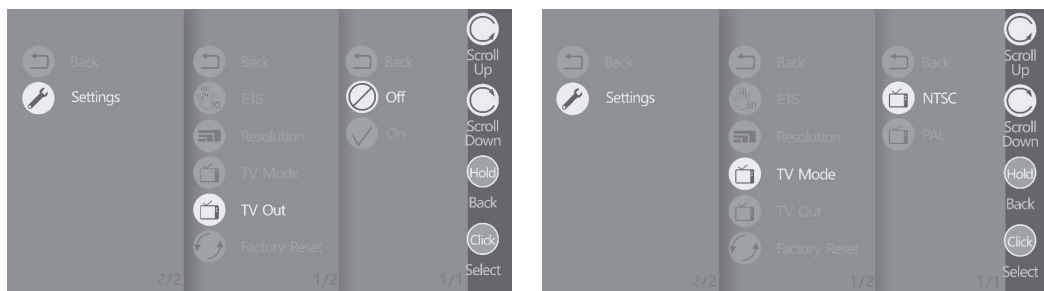 Back
Settings
2/2
Back
EIS
Resolution
TV Mode
TV Out
Factory Reset
1/2
Back
Off
On
1/1
Scroll
Up
Scroll
Down
Hold
Back
Click
Select
Back
Settings
2/2
Back
EIS
Resolution
TV Mode
TV Out
Factory Reset
1/2
Back
NTSC
PAL
1/1
Scroll
Up
Scroll
Down
Hold
Back
Click
Select